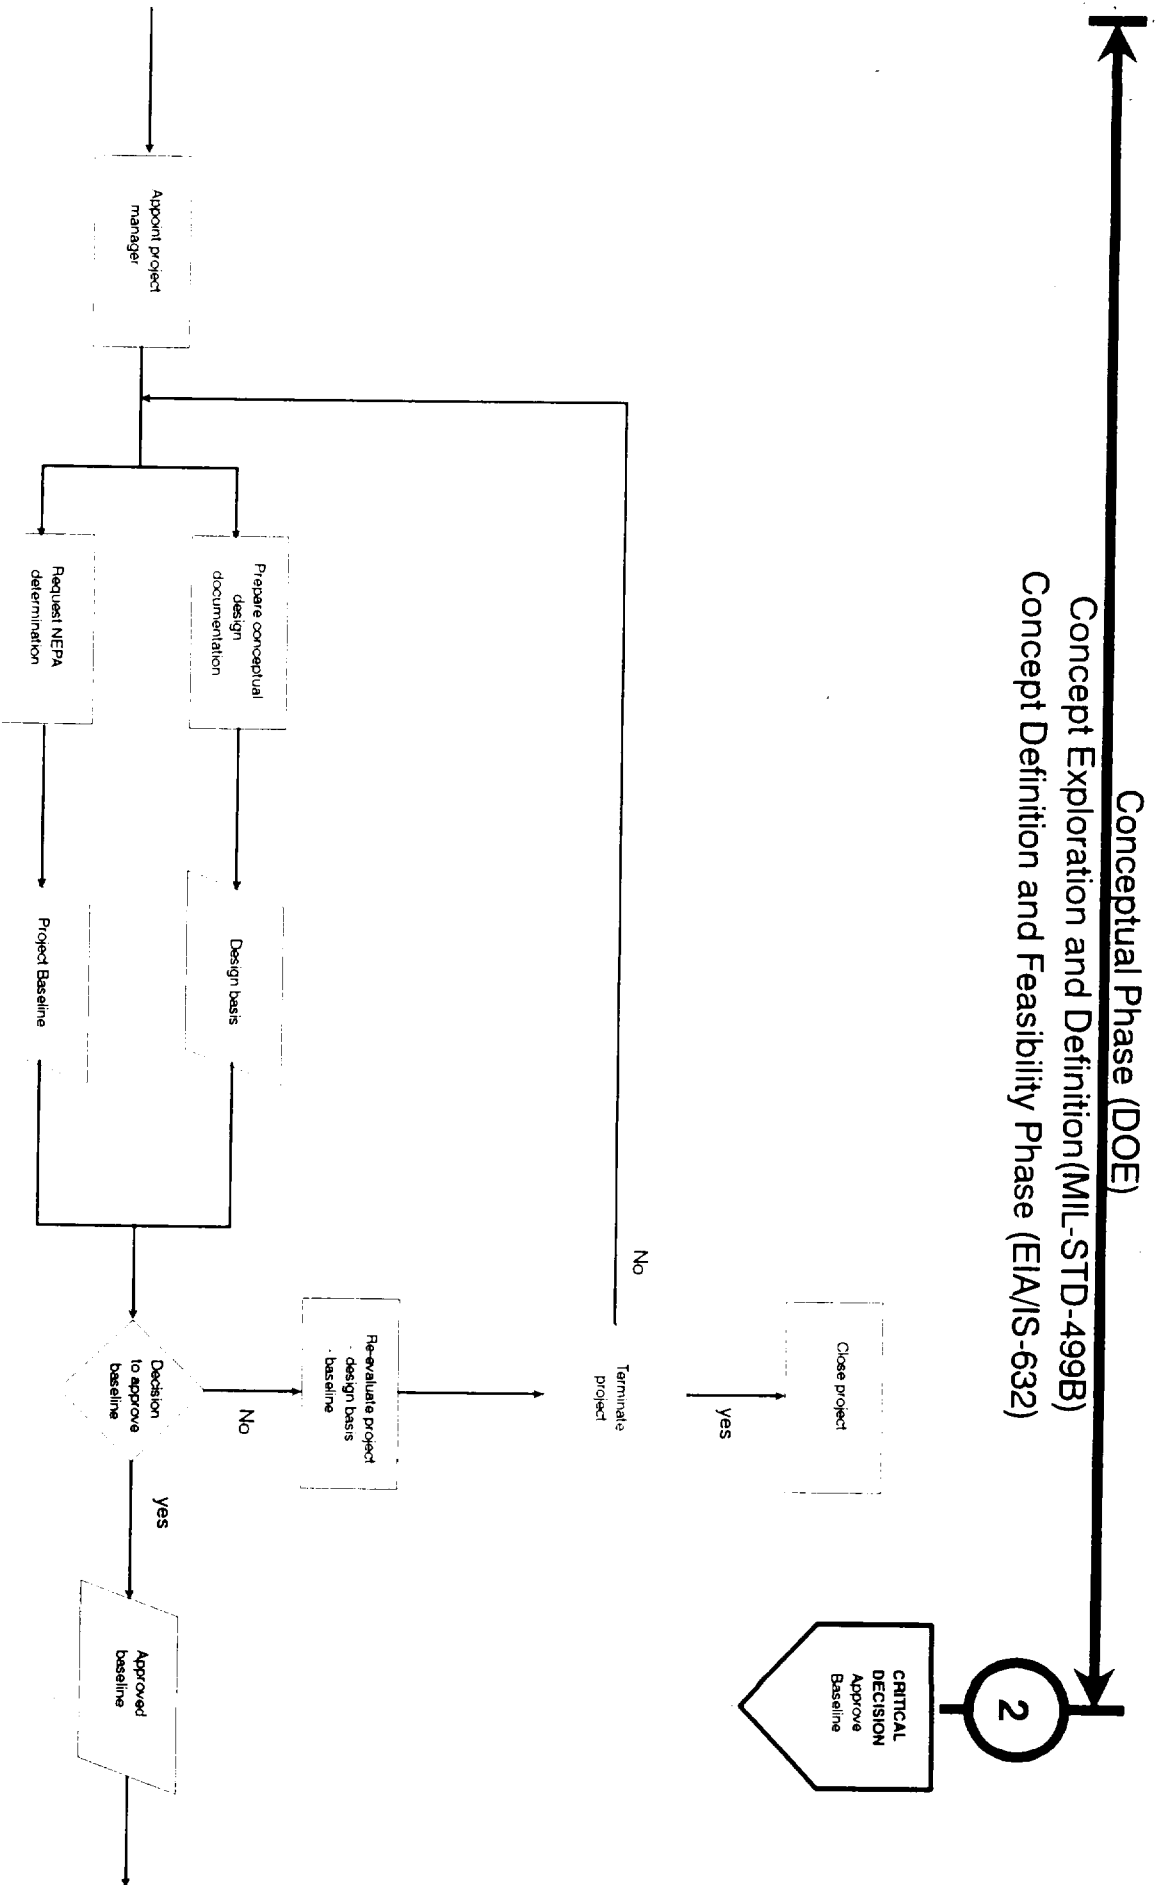 Conceptual Phase (DOE)
Concept Exploration and Definition(MIL-STD-499B)
Concept Definition and Feasibility Phase (EIA/IS-632)
2
CRITICAL
DECISION
Approve
Baseline
Close project
yes
No
Terminate
project
Re-evaluate project
- design basis
- baseline
No
Appoint project
manager
Prepare conceptual
design
documentation
Design basis
Request NEPA
determination
Project Baseline
Decision
to approve
baseline
yes
Approved
baseline